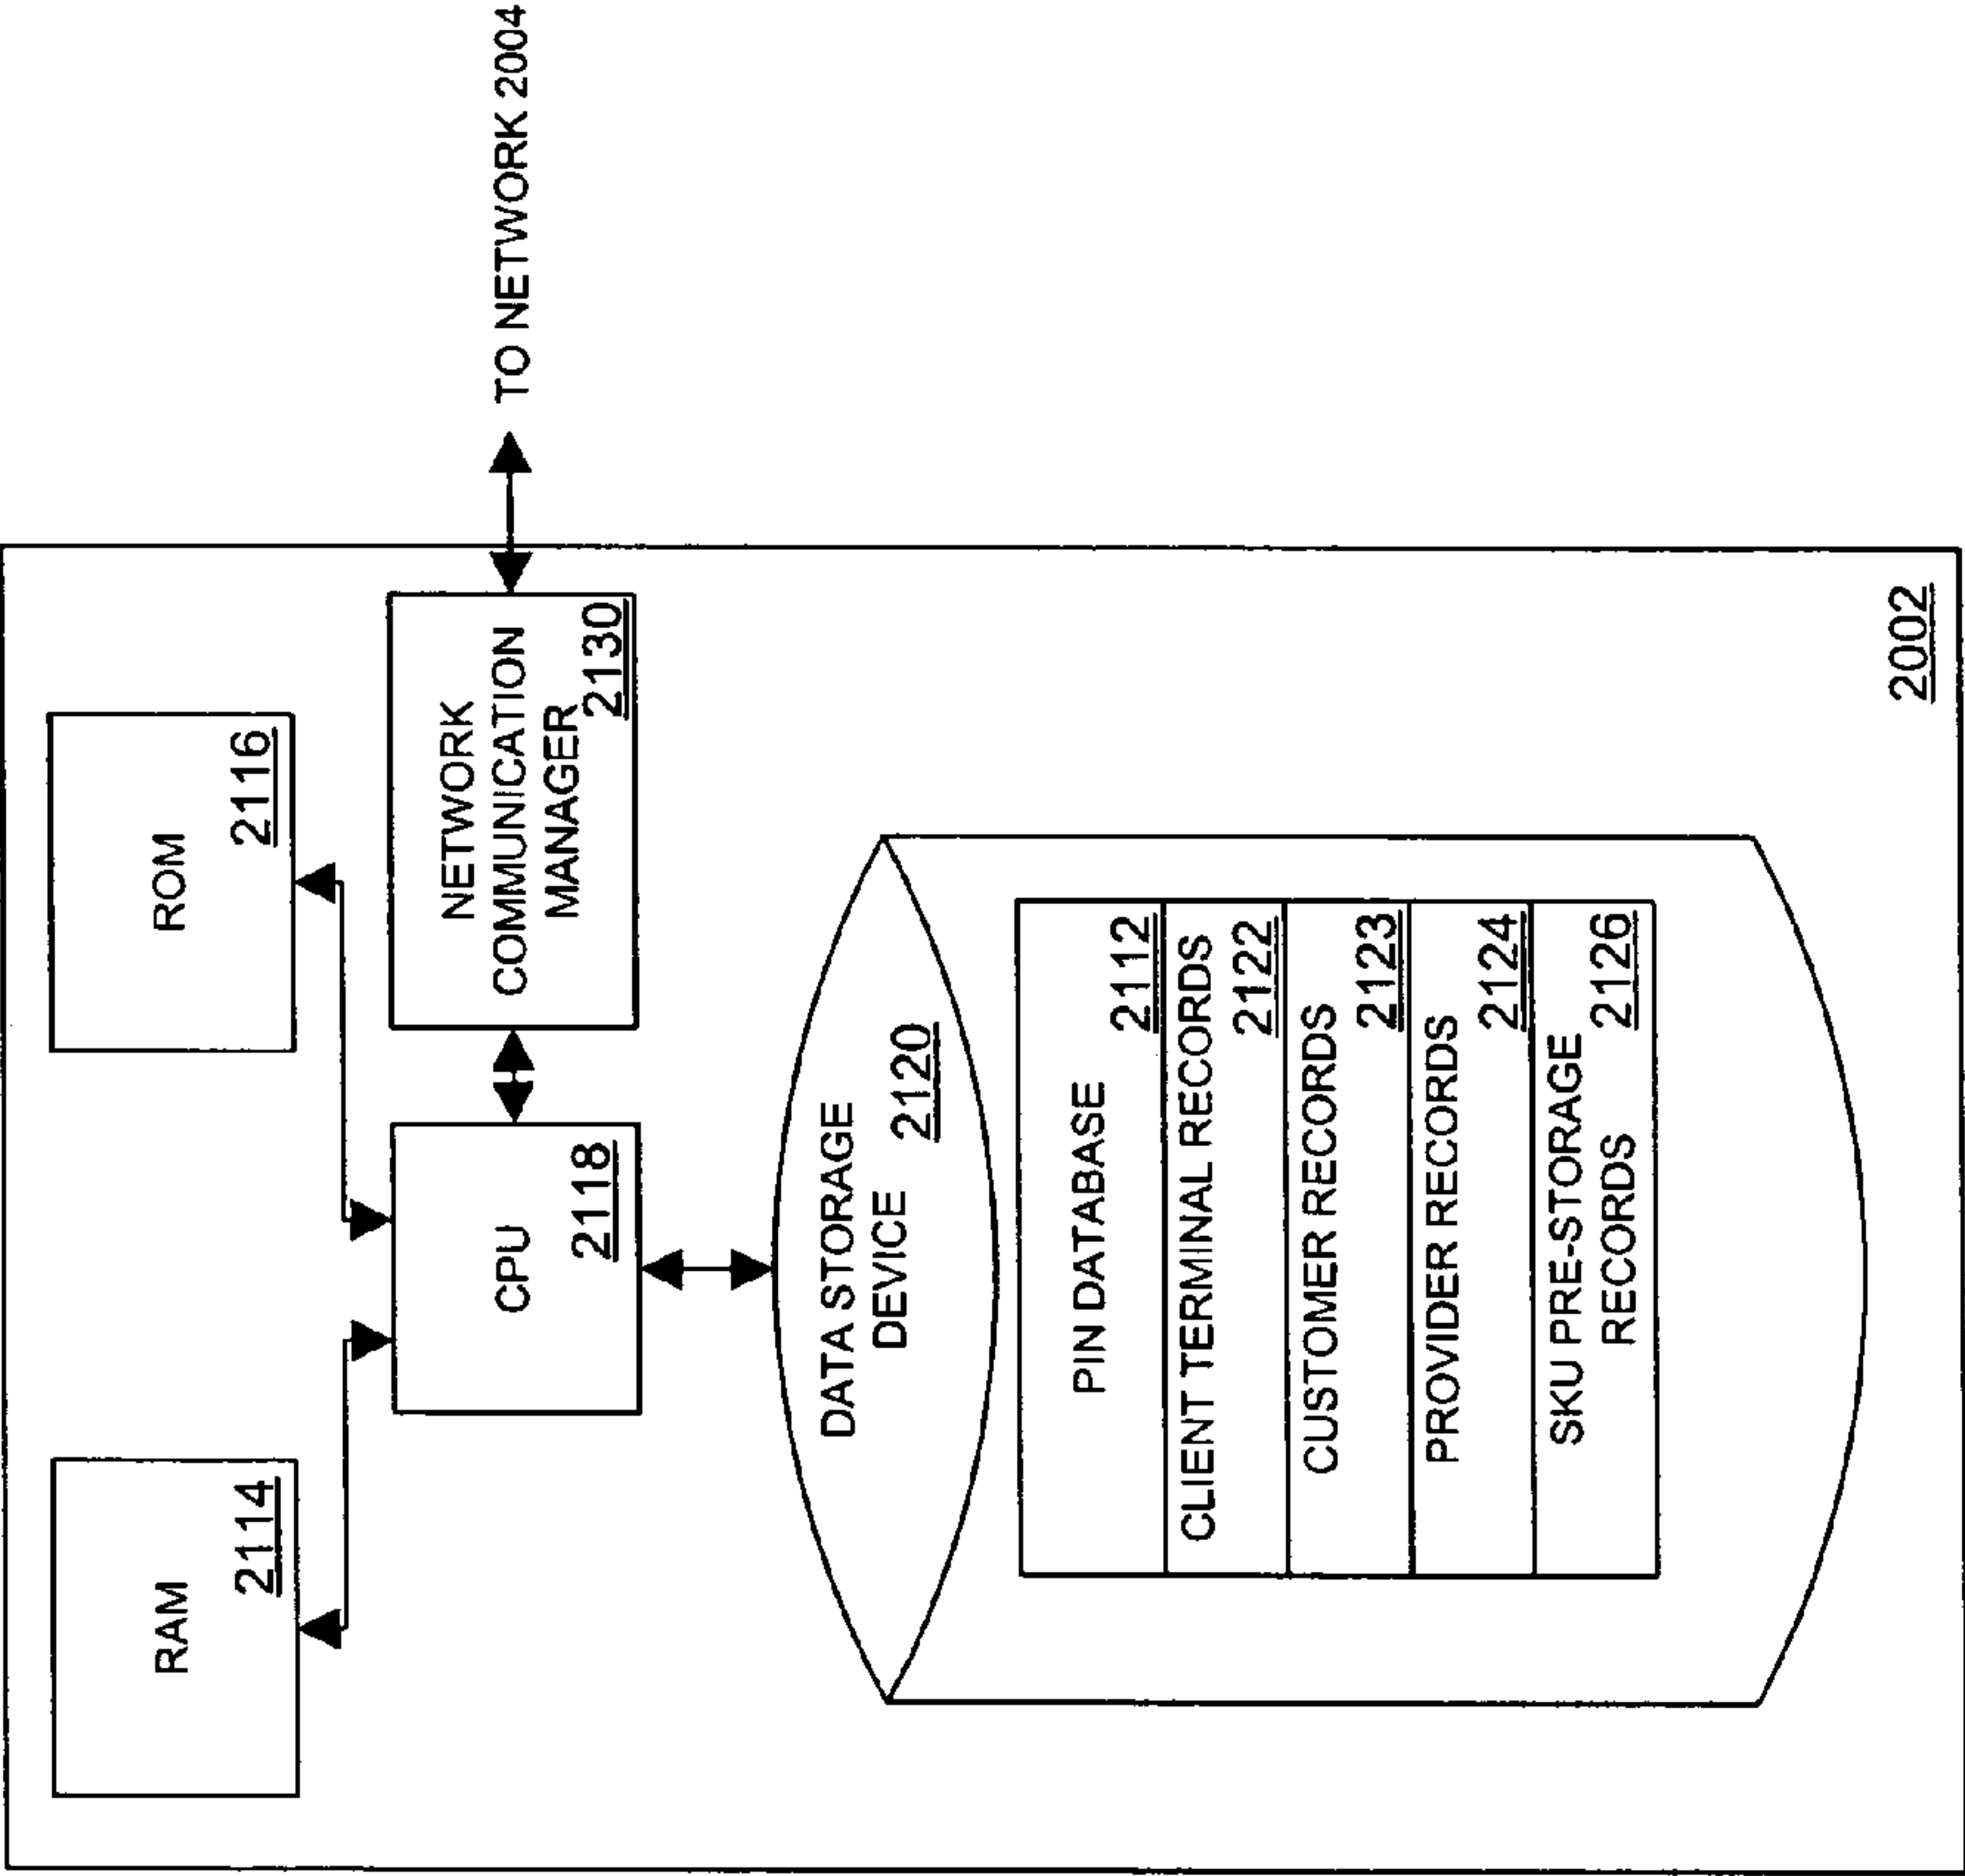 RAM
2114
ROM
2116
CPU
2118
NETWORK
COMMUNICATION
MANAGER
2130
TO NETWORK 2004
DATA STORAGE
DEVICE
2120
PIN DATABASE
2112
CLIENT TERMINAL RECORDS
2122
CUSTOMER RECORDS
2123
PROVIDER RECORDS
2124
SKU PRE-STORAGE
RECORDS
2126
2002